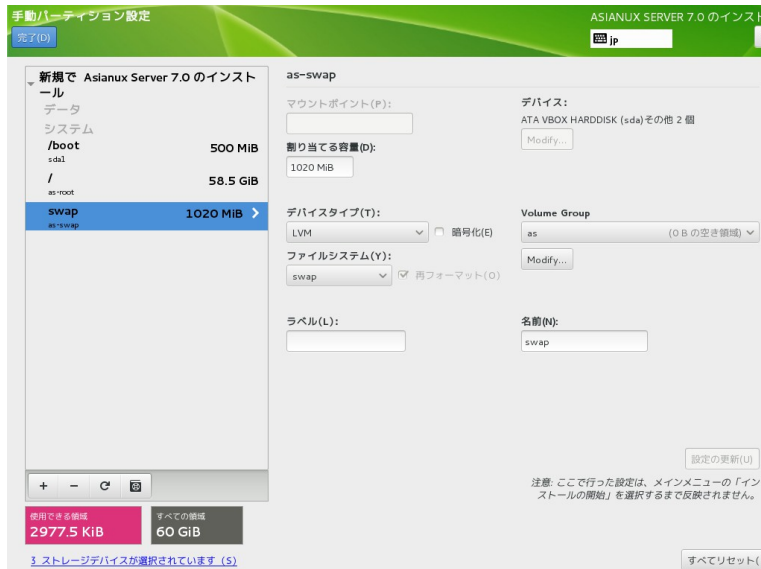 手動パーティション設定
ASIANUX SERVER 7.0 のインスト
完了(D)
jp
新規で Asianux Server 7.0 のインスト
ール
データ
システム
/boot
500 MiB
sda1
/
58.5 GiB
as-root
swap
1020 MiB
as-swap
as-swap
マウントポイント(P):
割り当てる容量(D):
1020 MiB
デバイス:
ATA VBOX HARDDISK (sda)その他 2 個
Modify...
デバイスタイプ(T):
LVM
暗号化(E)
Volume Group
as
(0 B の空き領域)
ファイルシステム(Y):
swap
再フォーマット(O)
Modify...
ラベル(L):
名前(N):
swap
設定の更新(U)
注意: ここで行った設定は、メインメニューの「イン
ストールの開始」を選択するまで反映されません。
使用できる領域
2977.5 KiB
すべての領域
60 GiB
3 ストレージデバイスが選択されています (S)
すべてリセット(